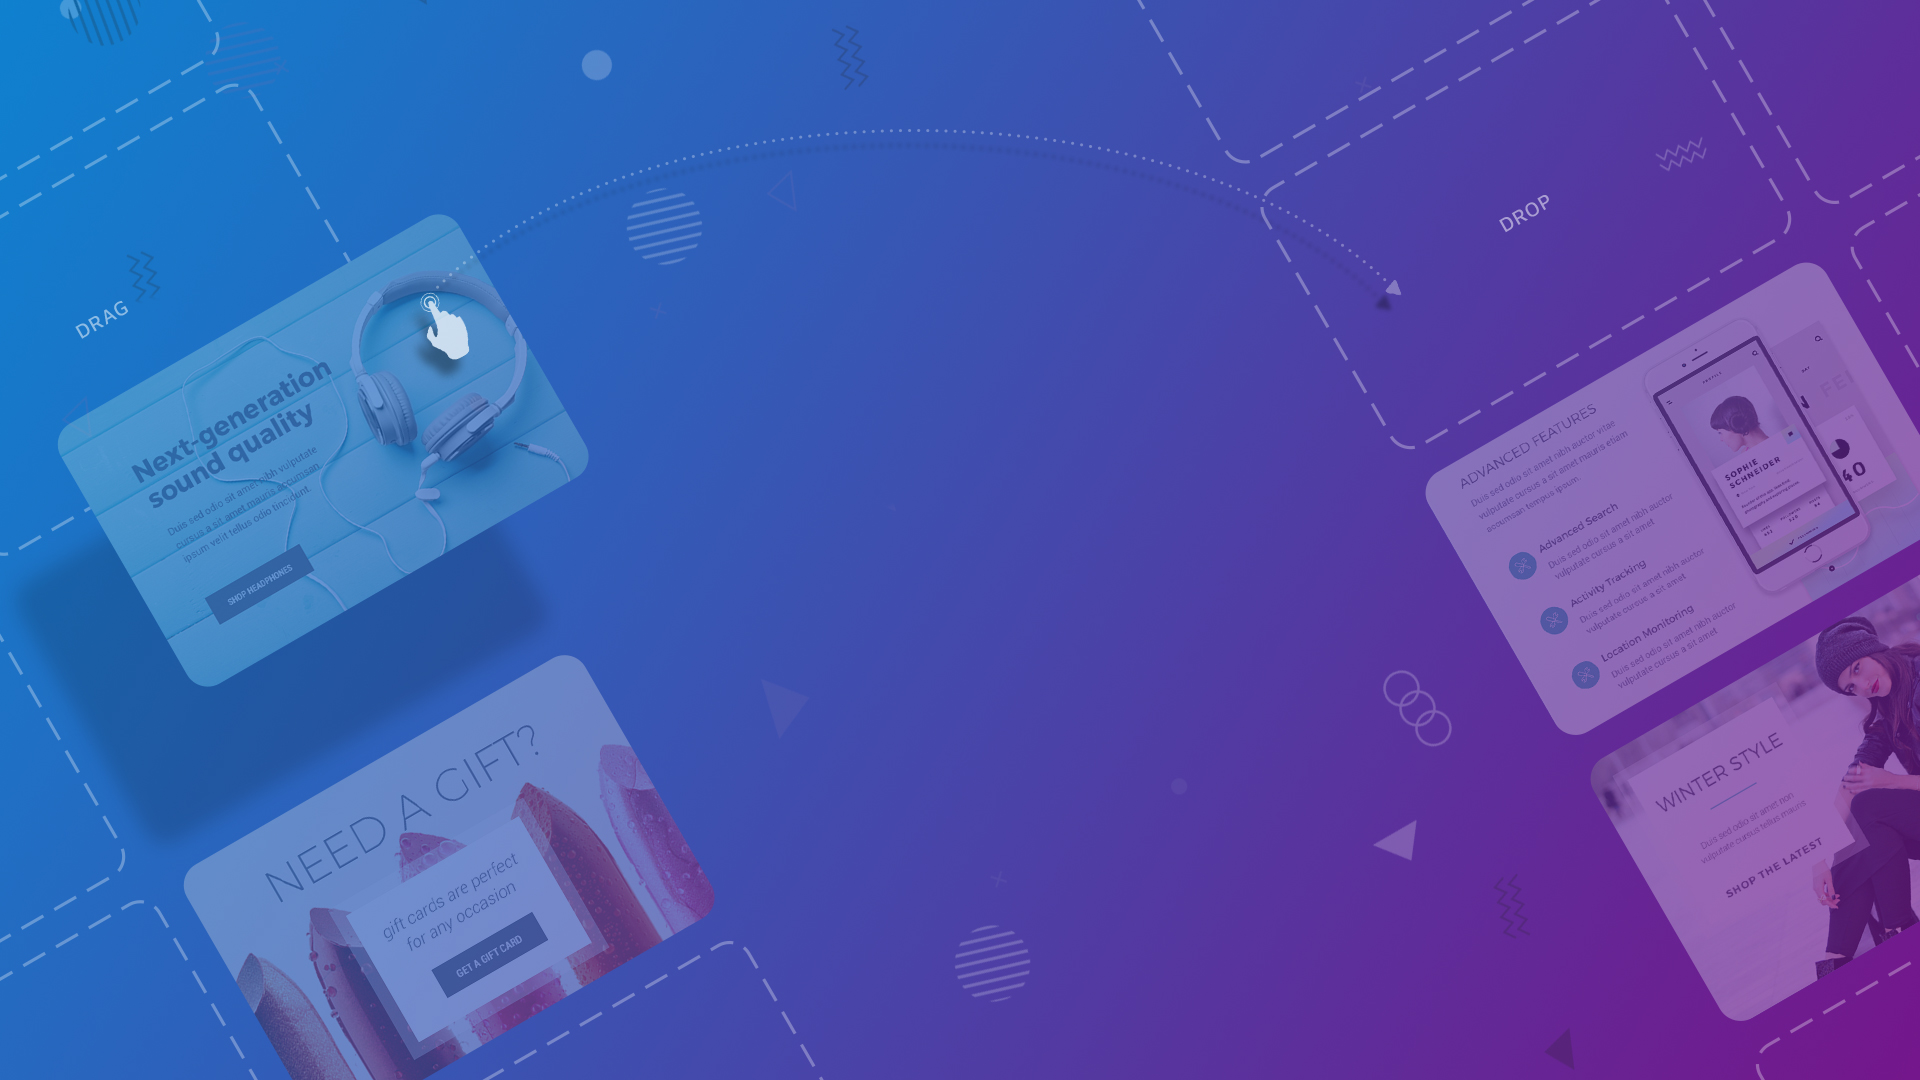 DRAG
DROP
Next-generation
sound quality
Duis sed odio sit amet nibh vulputate
cursus a sit amet mauris accumsan
ipsum velit tellus odio tincidunt.
SHOP HEADPHONES
NEED A GIFT?
gift cards are perfect
for any occasion
GET A GIFT CARD
ADVANCED FEATURES
Duis sed odio sit amet nibh auctor vitae
vulputate cursus a sit amet mauris etiam
accumsan tempus ipsum.
Advanced Search
Duis sed odio sit amet nibh auctor
vulputate cursus a sit amet
Activity Tracking
Duis sed odio sit amet nibh auctor
vulputate cursus a sit amet
Location Monitoring
Duis sed odio sit amet nibh auctor
vulputate cursus a sit amet
PROFILE
SOPHIE
SCHNEIDER
SAT
40
WINTER STYLE
Duis sed odio sit amet non
vulputate cursus tellus mauris
SHOP THE LATEST